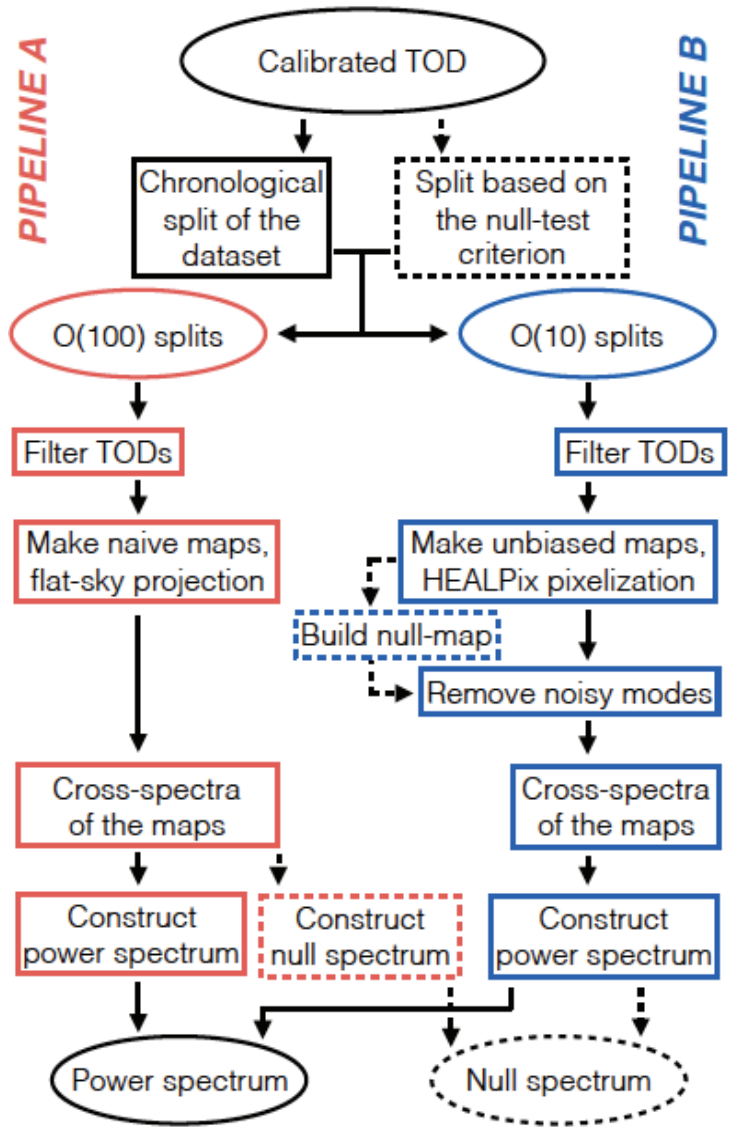 PIPELINE A
PIPELINE B
Calibrated TOD
Chronological
split of the
dataset
Split based on
the null-test
criterion
O(100) splits
O(10) splits
Filter TODs
Filter TODs
Make naive maps,
flat-sky projection
Make unbiased maps,
HEALPix pixelization
Build null-map
Remove noisy modes
Cross-spectra
of the maps
Cross-spectra
of the maps
Construct
power spectrum
Construct
null spectrum
Construct
power spectrum
Power spectrum
Null spectrum